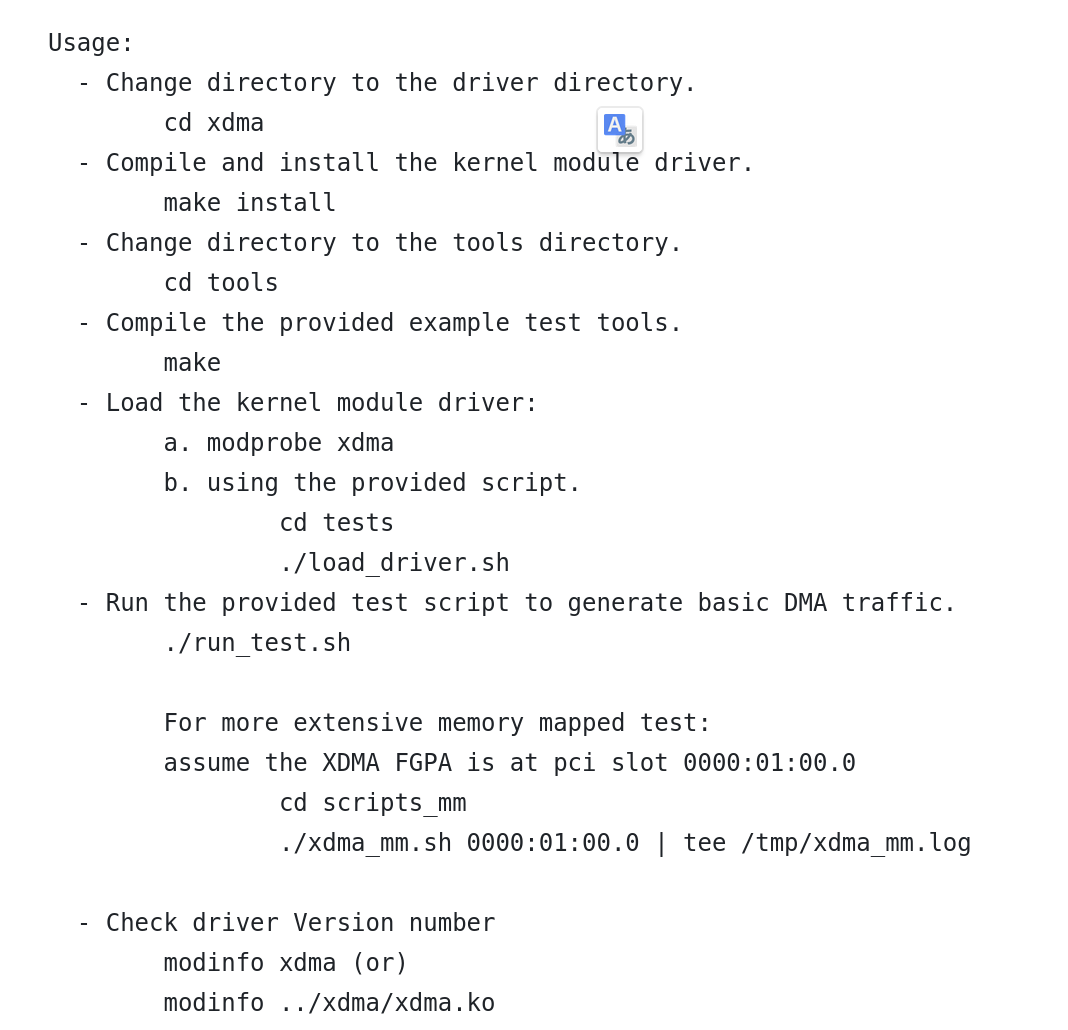 Usage:
  - Change directory to the driver directory.
        cd xdma
  - Compile and install the kernel module driver.
        make install
  - Change directory to the tools directory.
        cd tools
  - Compile the provided example test tools.
        make
  - Load the kernel module driver:
        a. modprobe xdma
        b. using the provided script.
                cd tests
                ./load_driver.sh
  - Run the provided test script to generate basic DMA traffic.
        ./run_test.sh

        For more extensive memory mapped test:
        assume the XDMA FGPA is at pci slot 0000:01:00.0
                cd scripts_mm
                ./xdma_mm.sh 0000:01:00.0 | tee /tmp/xdma_mm.log

  - Check driver Version number
        modinfo xdma (or)
        modinfo ../xdma/xdma.ko
A あ